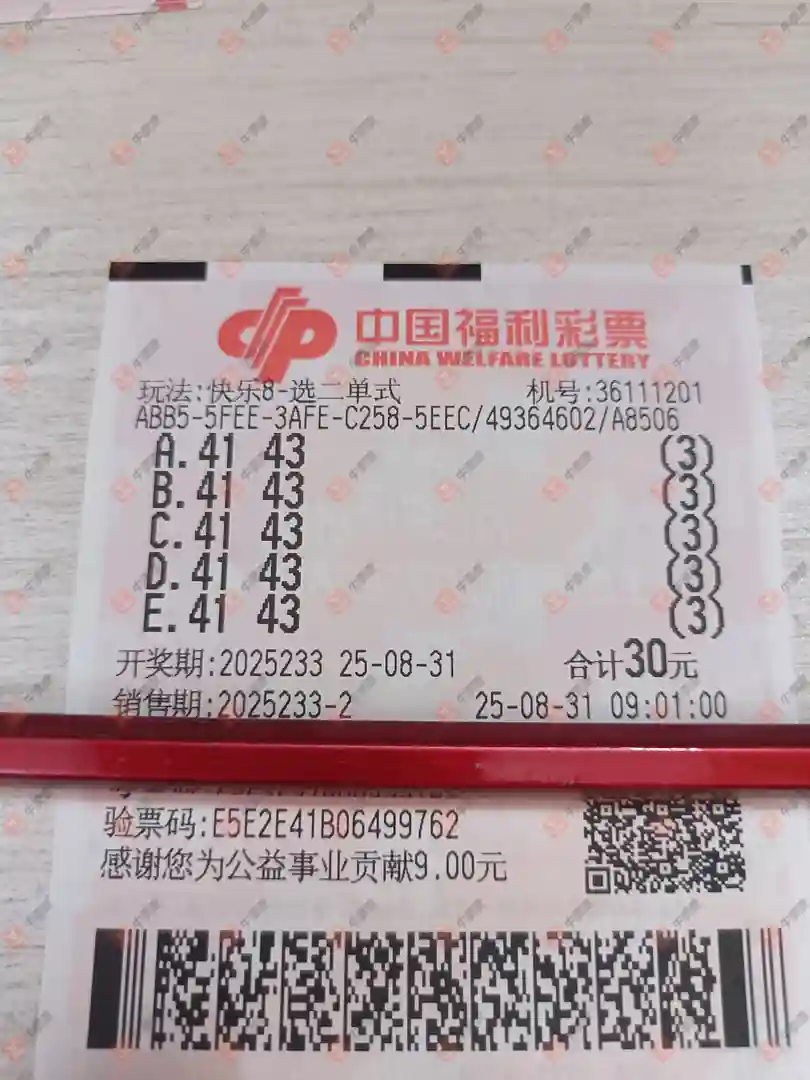 中国福利彩票
CHINA WELFARE LOTTERY
玩法:快乐8-选二单式 机号:36111201
ABB5-5FEE-3AFE-C258-5EEC/49364602/A8506
A.41 43 (3)
B.41 43 (3)
C.41 43 (3)
D.41 43 (3)
E.41 43 (3)
开奖期:2025233 25-08-31 合计30元
销售期:2025233-2 25-08-31 09:01:00
验票码:E5E2E41B06499762
感谢您为公益事业贡献9.00元